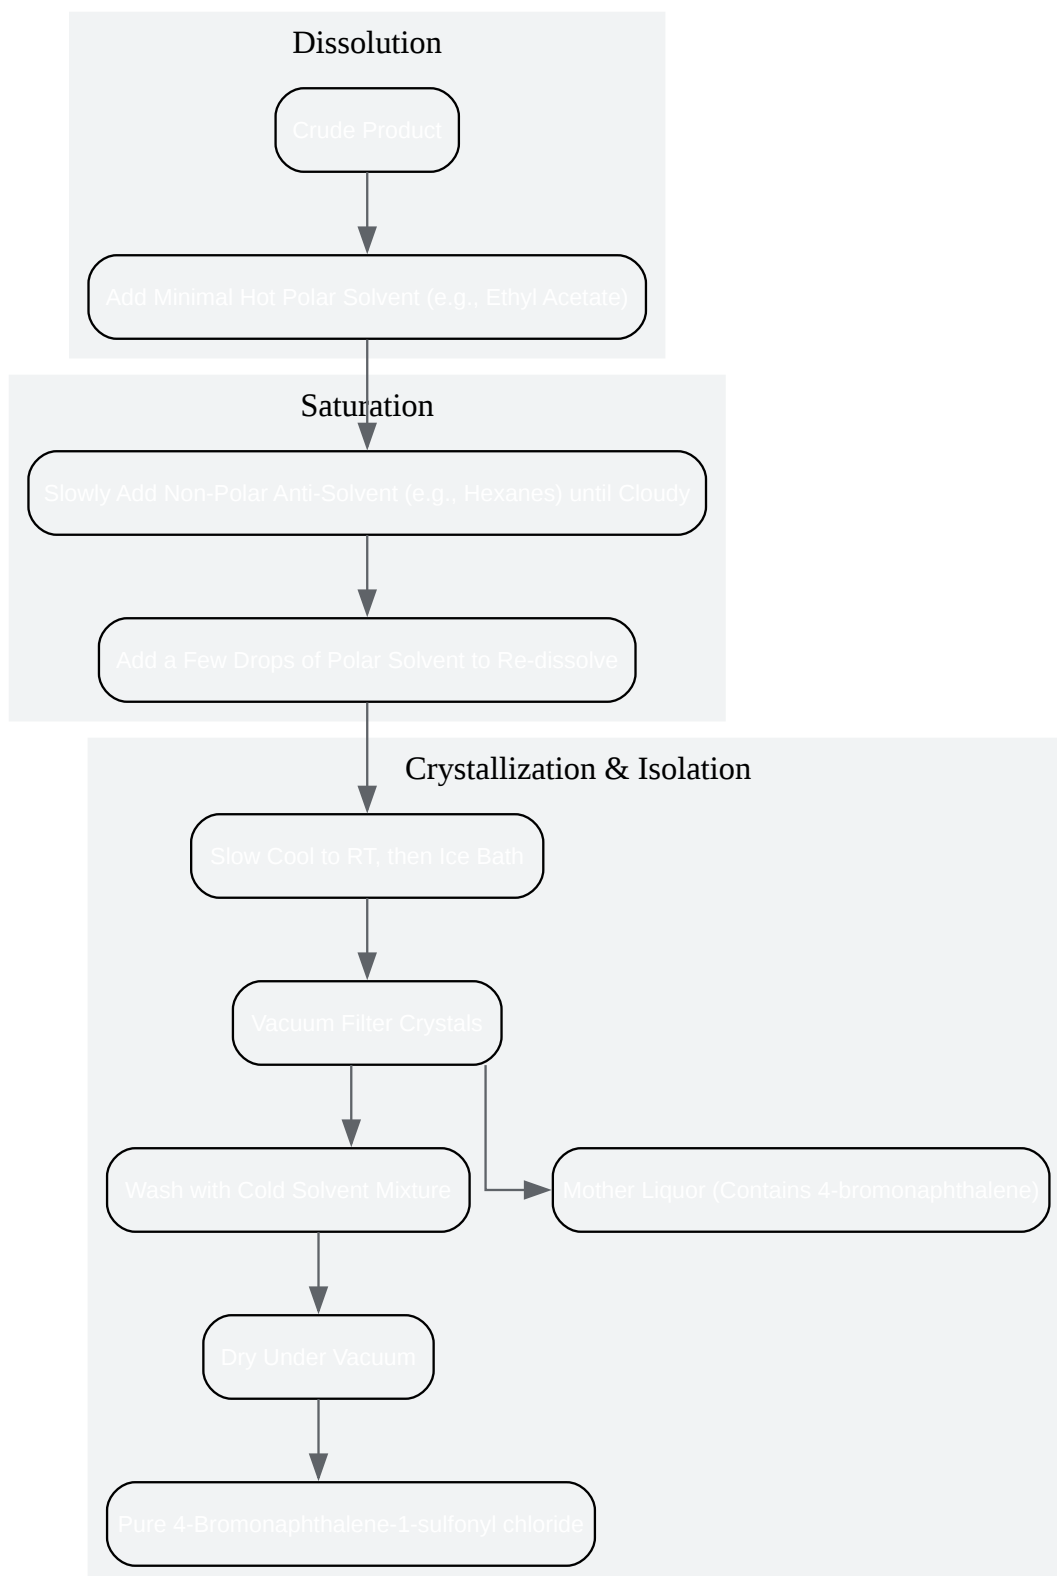 Dissolution
Crude Product
Add Minimal Hot Polar Solvent (e.g., Ethyl Acetate)
Saturation
Slowly Add Non-Polar Anti-Solvent (e.g., Hexanes) until Cloudy
Add a Few Drops of Polar Solvent to Re-dissolve
Crystallization & Isolation
Slow Cool to RT, then Ice Bath
Vacuum Filter Crystals
Wash with Cold Solvent Mixture
Mother Liquor (Contains 4-bromonaphthalene)
Dry Under Vacuum
Pure 4-Bromonaphthalene-1-sulfonyl chloride